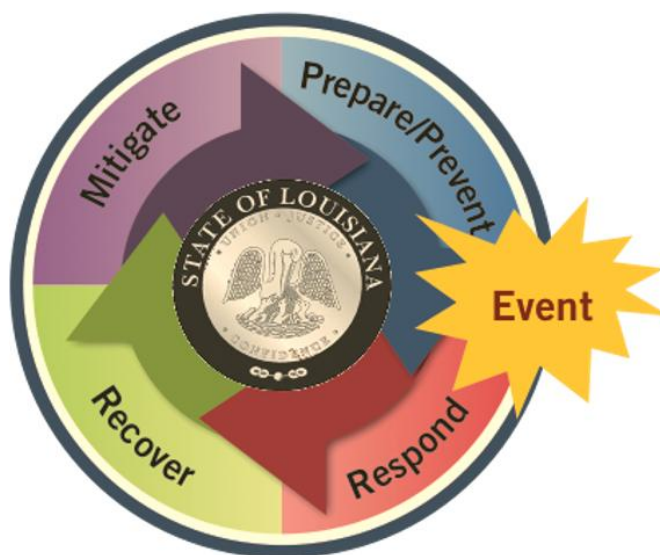 Mitigate
Prepare/Prevent
Event
Respond
Recover
STATE OF LOUISIANA
UNION · JUSTICE
· CONFIDENCE ·